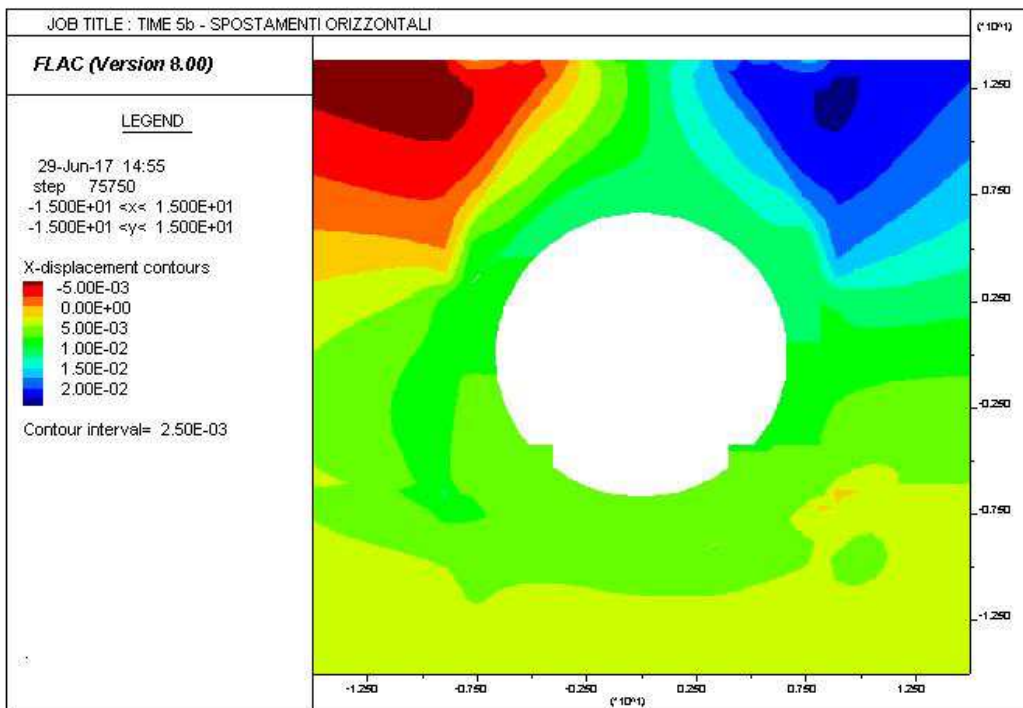 JOB TITLE : TIME 5b - SPOSTAMENTI ORIZZONTALI
(*10^1)
FLAC (Version 8.00)
LEGEND
29-Jun-17 14:55
step 75750
-1.500E+01 <x< 1.500E+01
-1.500E+01 <y< 1.500E+01
X-displacement contours
-5.00E-03
0.00E+00
5.00E-03
1.00E-02
1.50E-02
2.00E-02
Contour interval= 2.50E-03
1.250
0.750
0.250
-0.250
-0.750
-1.250
-1.250 -0.750 -0.250 0.250 0.750 1.250
(*10^1)